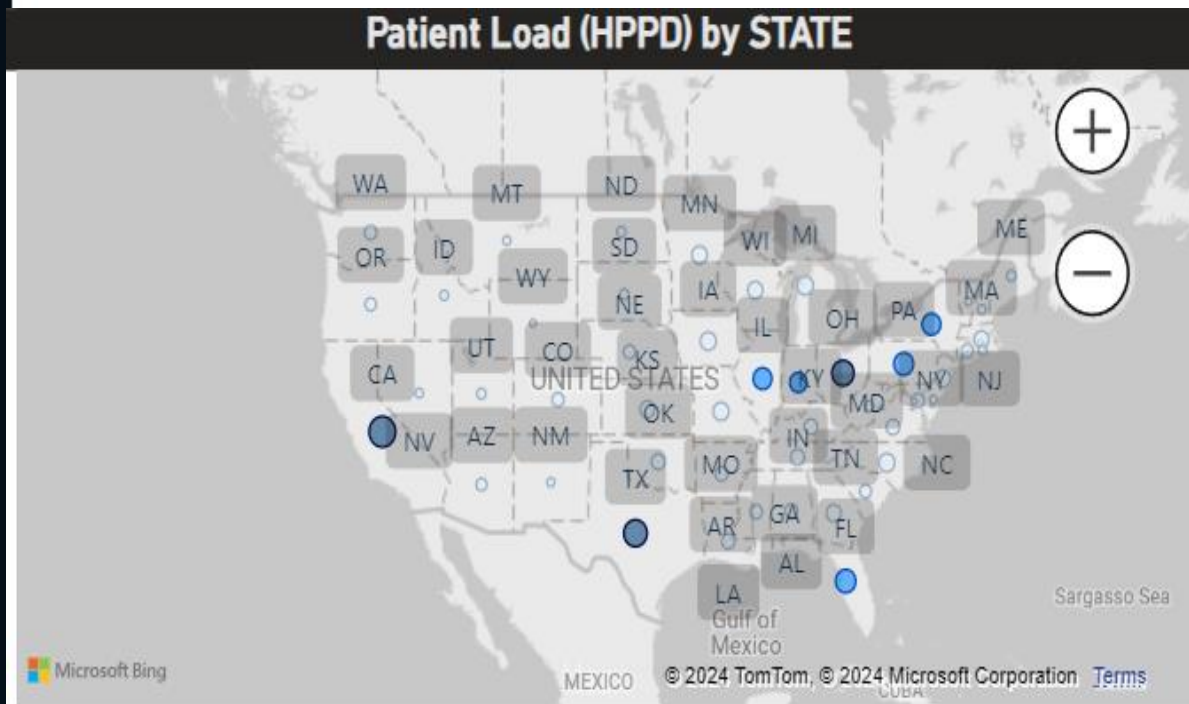 Patient Load (HPPD) by STATE
+
WA
MT
ND
MN
WI
MI
ME
OR
ID
SD
WY
NE
IA
MA
−
UT
CO
KS
IL
OH
PA
CA
UNITED STATES
KY
NY
NJ
OK
MD
NV
AZ
NM
IN
TX
MO
TN
NC
AR
GA
FL
AL
LA
Sargasso Sea
Gulf of
Mexico
Microsoft Bing
MEXICO
© 2024 TomTom, © 2024 Microsoft Corporation Terms
CUBA